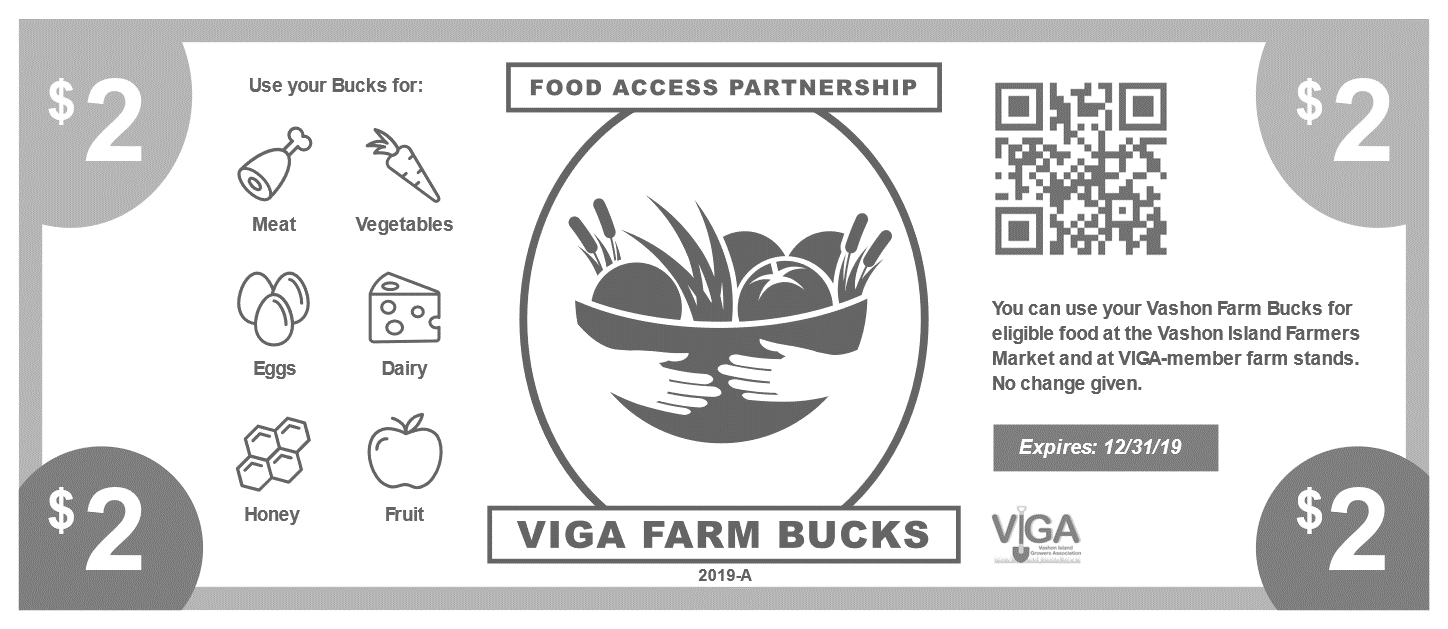 $2
$2
Use your Bucks for:
Meat
Vegetables
Eggs
Dairy
Honey
Fruit
FOOD ACCESS PARTNERSHIP
VIGA FARM BUCKS
2019-A
You can use your Vashon Farm Bucks for
eligible food at the Vashon Island Farmers
Market and at VIGA-member farm stands.
No change given.
Expires: 12/31/19
VIGA
Vashon Island
Growers Association
$2
$2